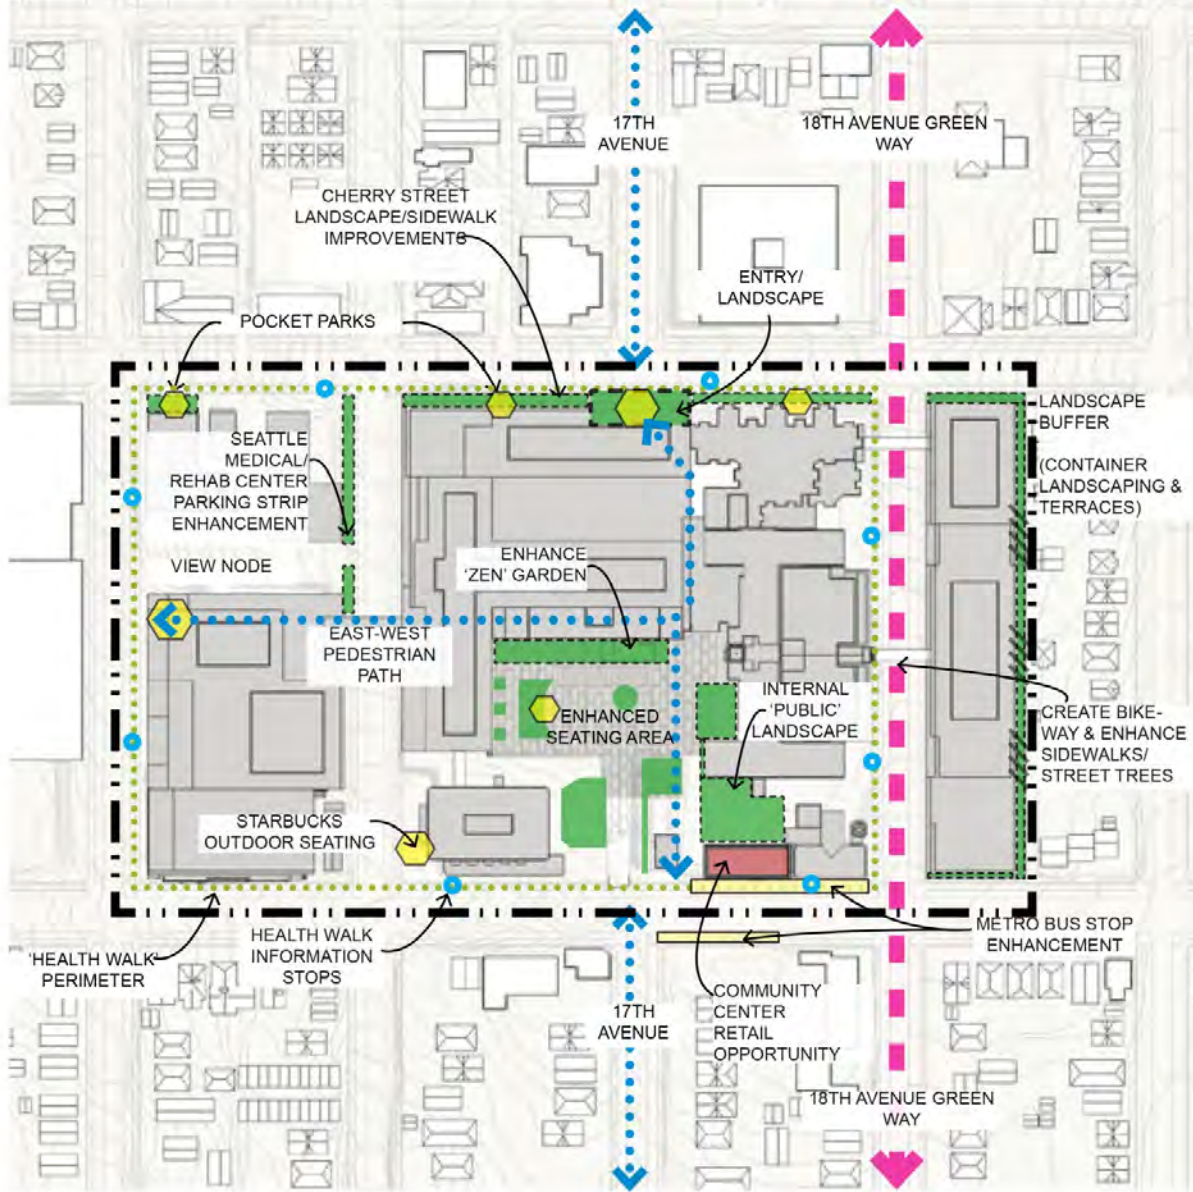 17TH
AVENUE
18TH AVENUE GREEN
WAY
CHERRY STREET
LANDSCAPE/SIDEWALK
IMPROVEMENTS
ENTRY/
LANDSCAPE
POCKET PARKS
LANDSCAPE
BUFFER
(CONTAINER
LANDSCAPING &
TERRACES)
SEATTLE
MEDICAL/
REHAB CENTER
PARKING STRIP
ENHANCEMENT
VIEW NODE
ENHANCE
'ZEN' GARDEN
EAST-WEST
PEDESTRIAN
PATH
INTERNAL
'PUBLIC'
LANDSCAPE
ENHANCED
SEATING AREA
CREATE BIKE-
WAY & ENHANCE
SIDEWALKS/
STREET TREES
STARBUCKS
OUTDOOR SEATING
'HEALTH WALK'
PERIMETER
HEALTH WALK
INFORMATION
STOPS
METRO BUS STOP
ENHANCEMENT
COMMUNITY
CENTER
RETAIL
OPPORTUNITY
17TH
AVENUE
18TH AVENUE GREEN
WAY